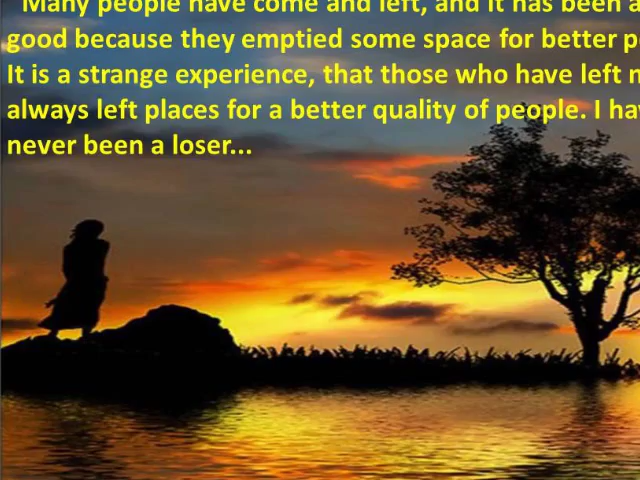 Many people have come and left, and it has been a
good because they emptied some space for better p
It is a strange experience, that those who have left m
always left places for a better quality of people. I hav
never been a loser...